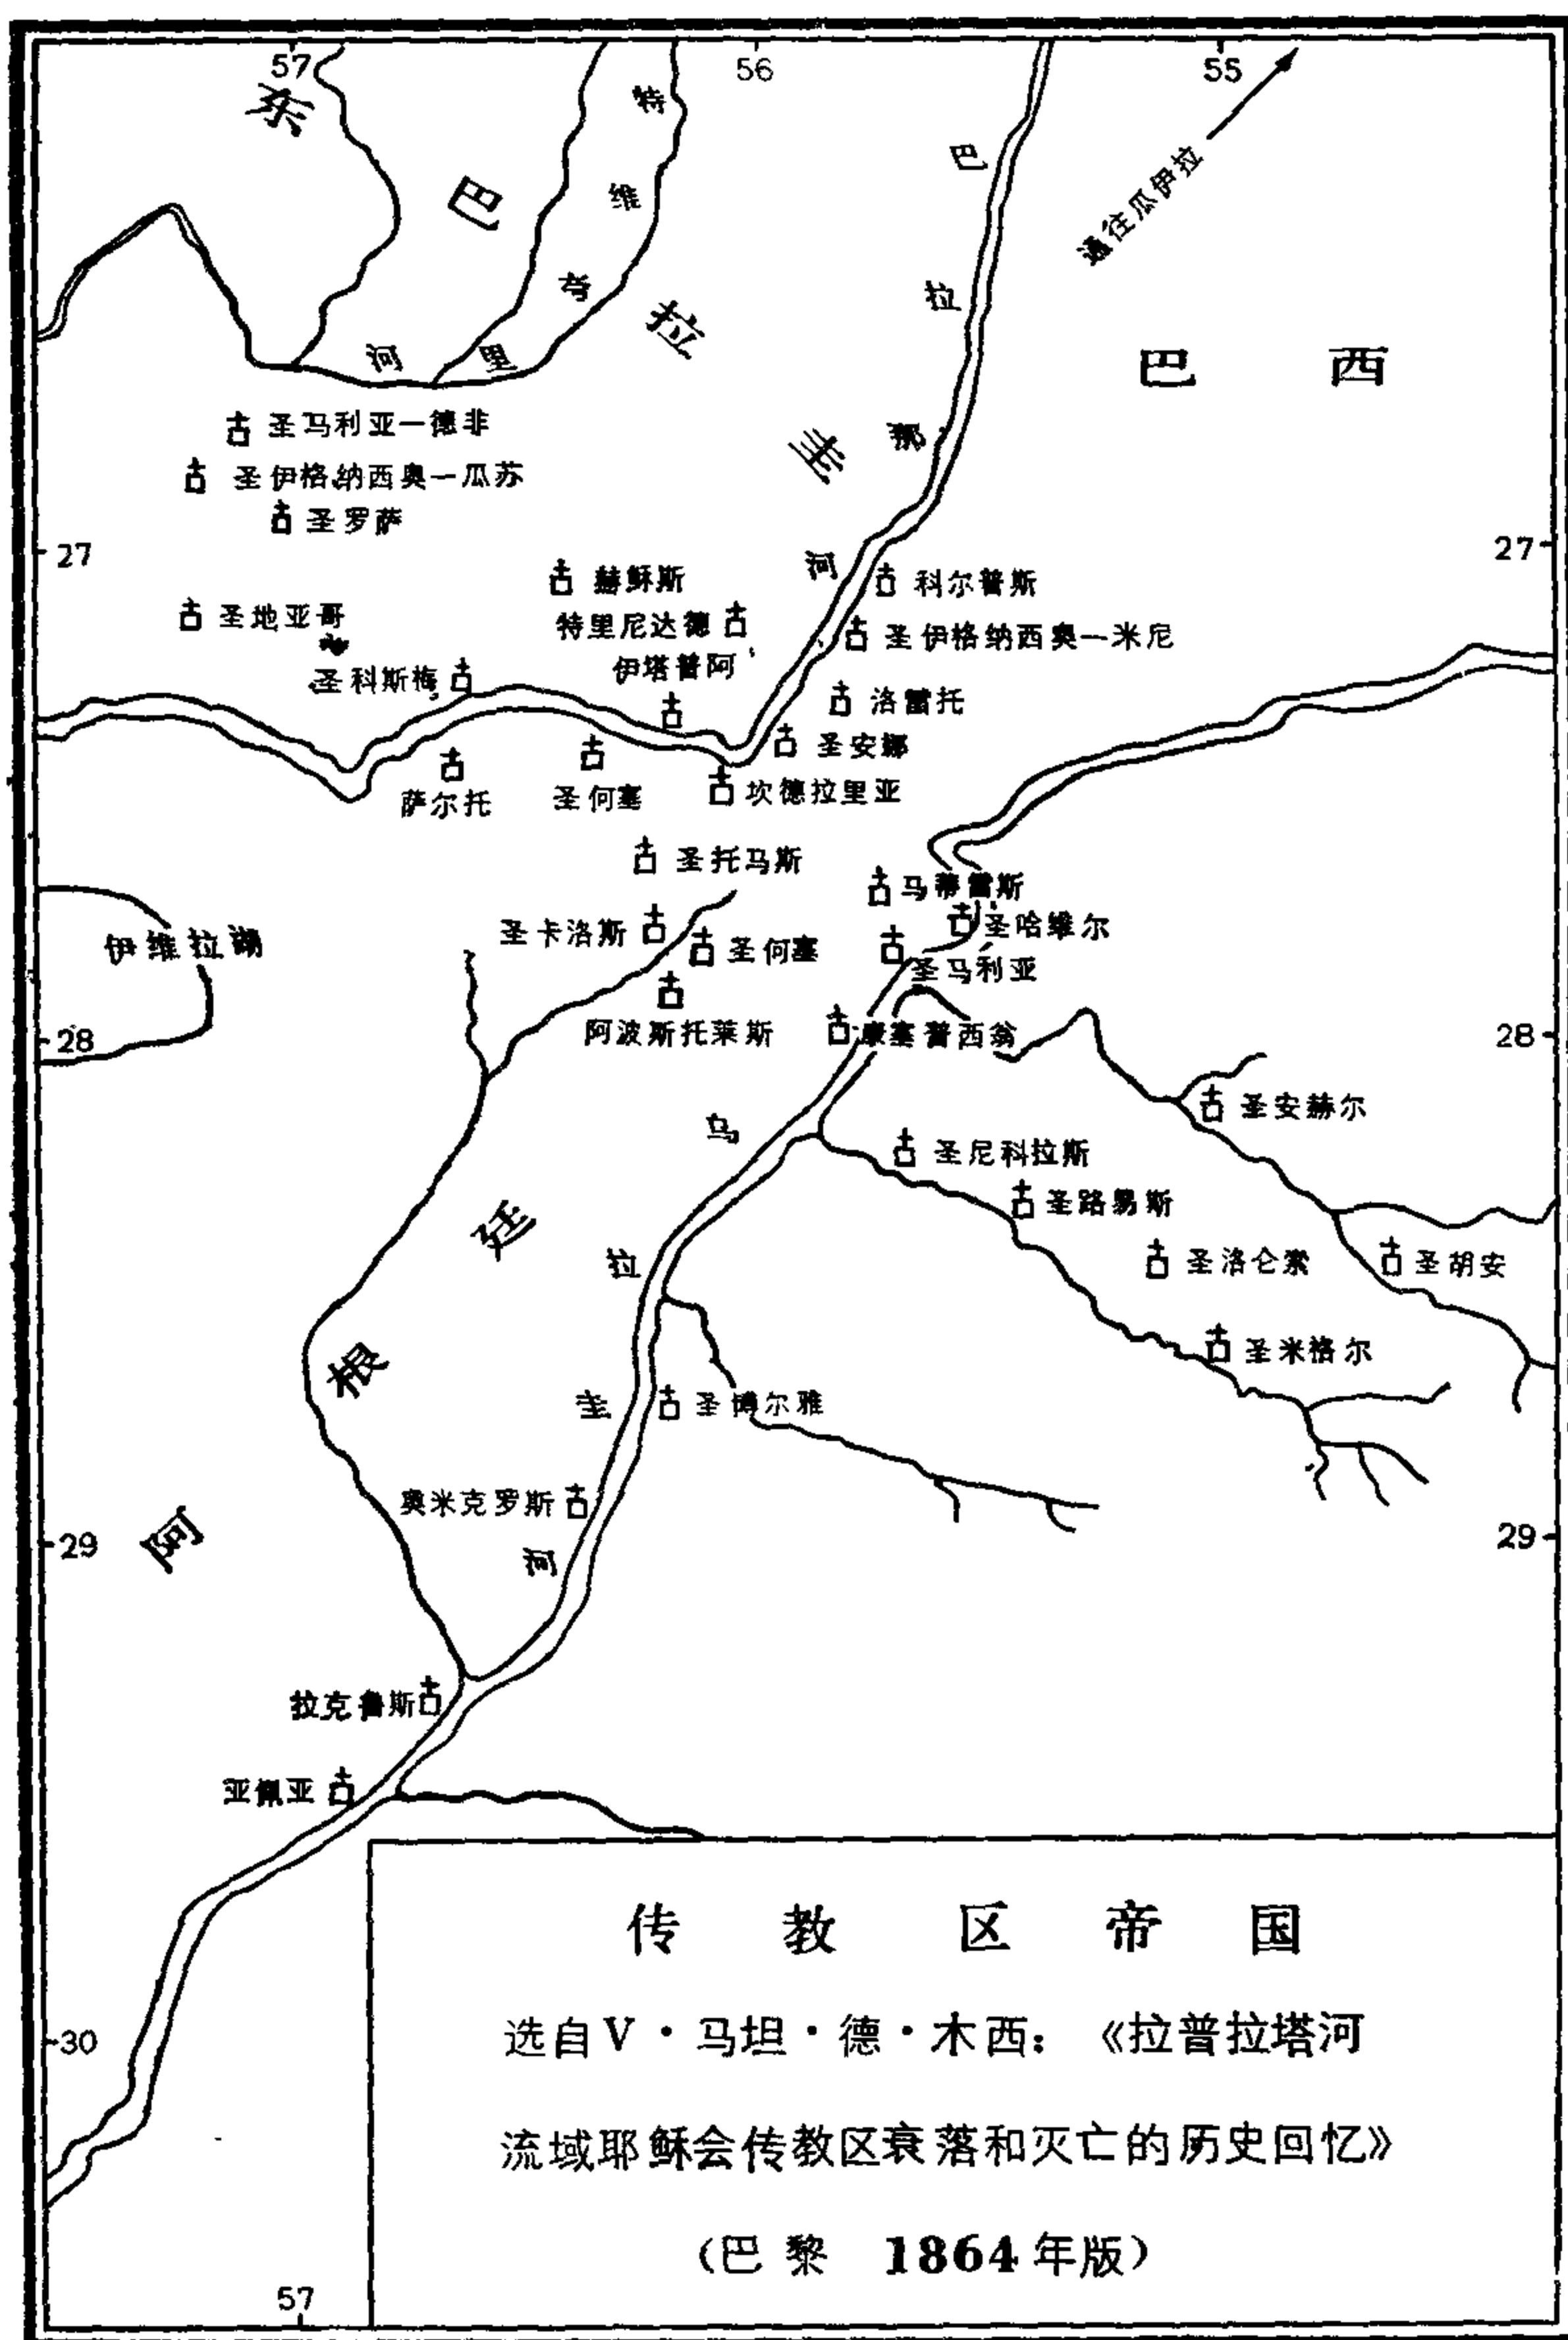 57 56 55
东巴拉圭
特维夸里河
巴拉那河
通往瓜伊拉
巴西
圣马利亚—德非
圣伊格纳西奥—瓜苏
圣罗萨
27 27
赫稣斯
科尔普斯
圣地亚哥
特里尼达德
圣伊格纳西奥—米尼
伊塔普阿
圣科斯梅
洛雷托
圣安娜
坎德拉里亚
萨尔托
圣何塞
圣托马斯
马蒂雷斯
圣卡洛斯
圣何塞
圣哈维尔
伊维拉湖
圣马利亚
阿波斯托莱斯
康塞普西翁
28 28
圣安赫尔
乌拉圭河
圣尼科拉斯
圣路易斯
阿根廷
圣洛仑索
圣胡安
圣米格尔
圣博尔雅
奥米克罗斯
29 29
拉克鲁斯
亚佩亚
传教区帝国
选自V·马坦·德·木西：《拉普拉塔河
流域耶稣会传教区衰落和灭亡的历史回忆》
（巴黎 1864年版）
30
57